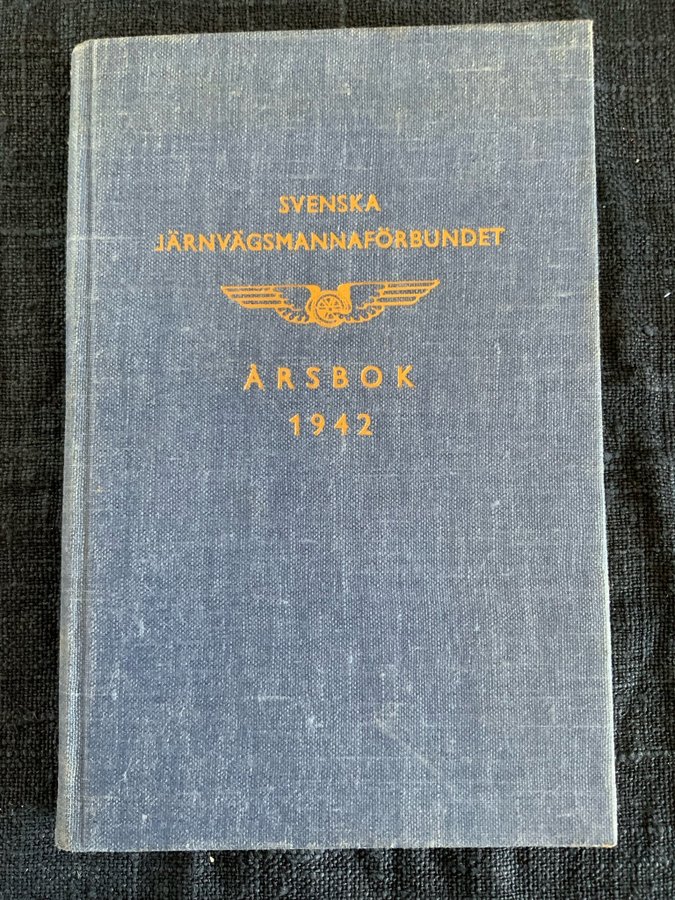 SVENSKA
JÄRNVÄGSMANNAFÖRBUNDET
ÅRSBOK
1942